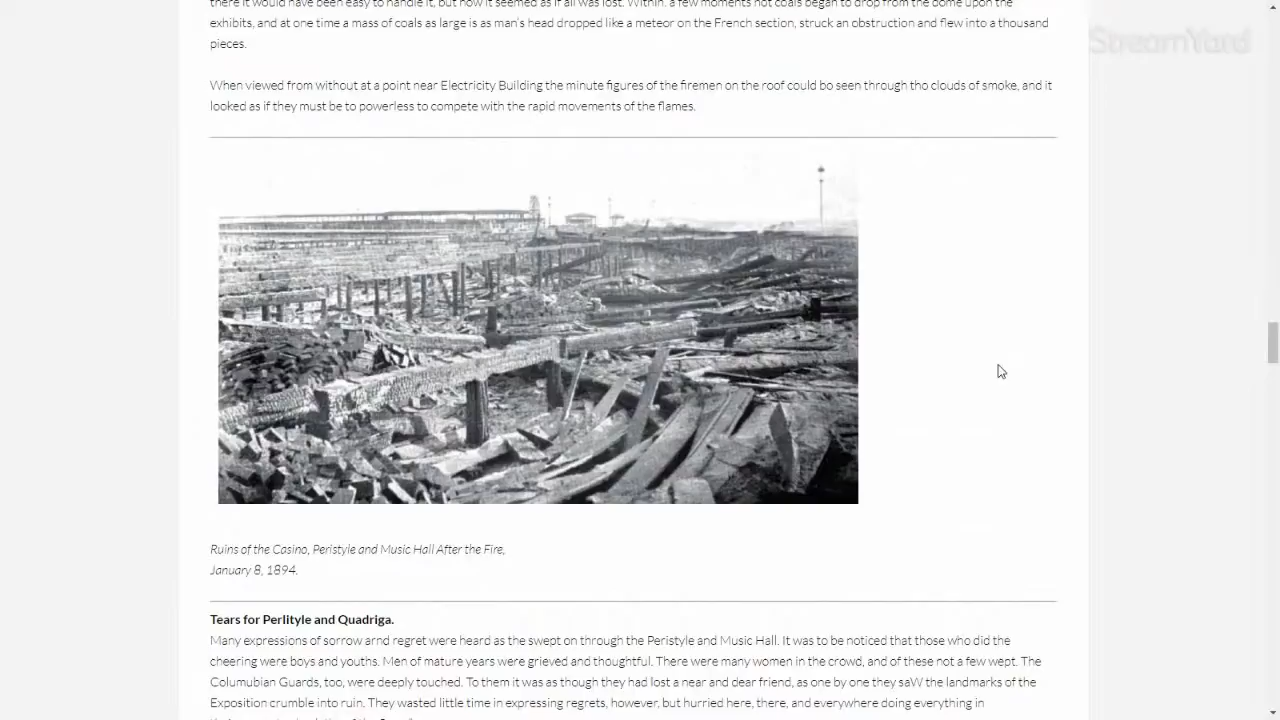 there it would have been easy to handle it, but now it seemed as if all was lost. Within. a few moments hot coals began to drop from the dome upon the
exhibits, and at one time a mass of coals as large is as man's head dropped like a meteor on the French section, struck an obstruction and flew into a thousand
pieces.
StreamYard
When viewed from without at a point near Electricity Building the minute figures of the firemen on the roof could bo seen through tho clouds of smoke, and it
looked as if they must be to powerless to compete with the rapid movements of the flames.
Ruins of the Casino, Peristyle and Music Hall After the Fire,
January 8, 1894.
Tears for Perlityle and Quadriga.
Many expressions of sorrow arnd regret were heard as the swept on through the Peristyle and Music Hall. It was to be noticed that those who did the
cheering were boys and youths. Men of mature years were grieved and thoughtful. There were many women in the crowd, and of these not a few wept. The
Columubian Guards, too, were deeply touched. To them it was as though they had lost a near and dear friend, as one by one they saW the landmarks of the
Exposition crumble into ruin. They wasted little time in expressing regrets, however, but hurried here, there, and everywhere doing everything in